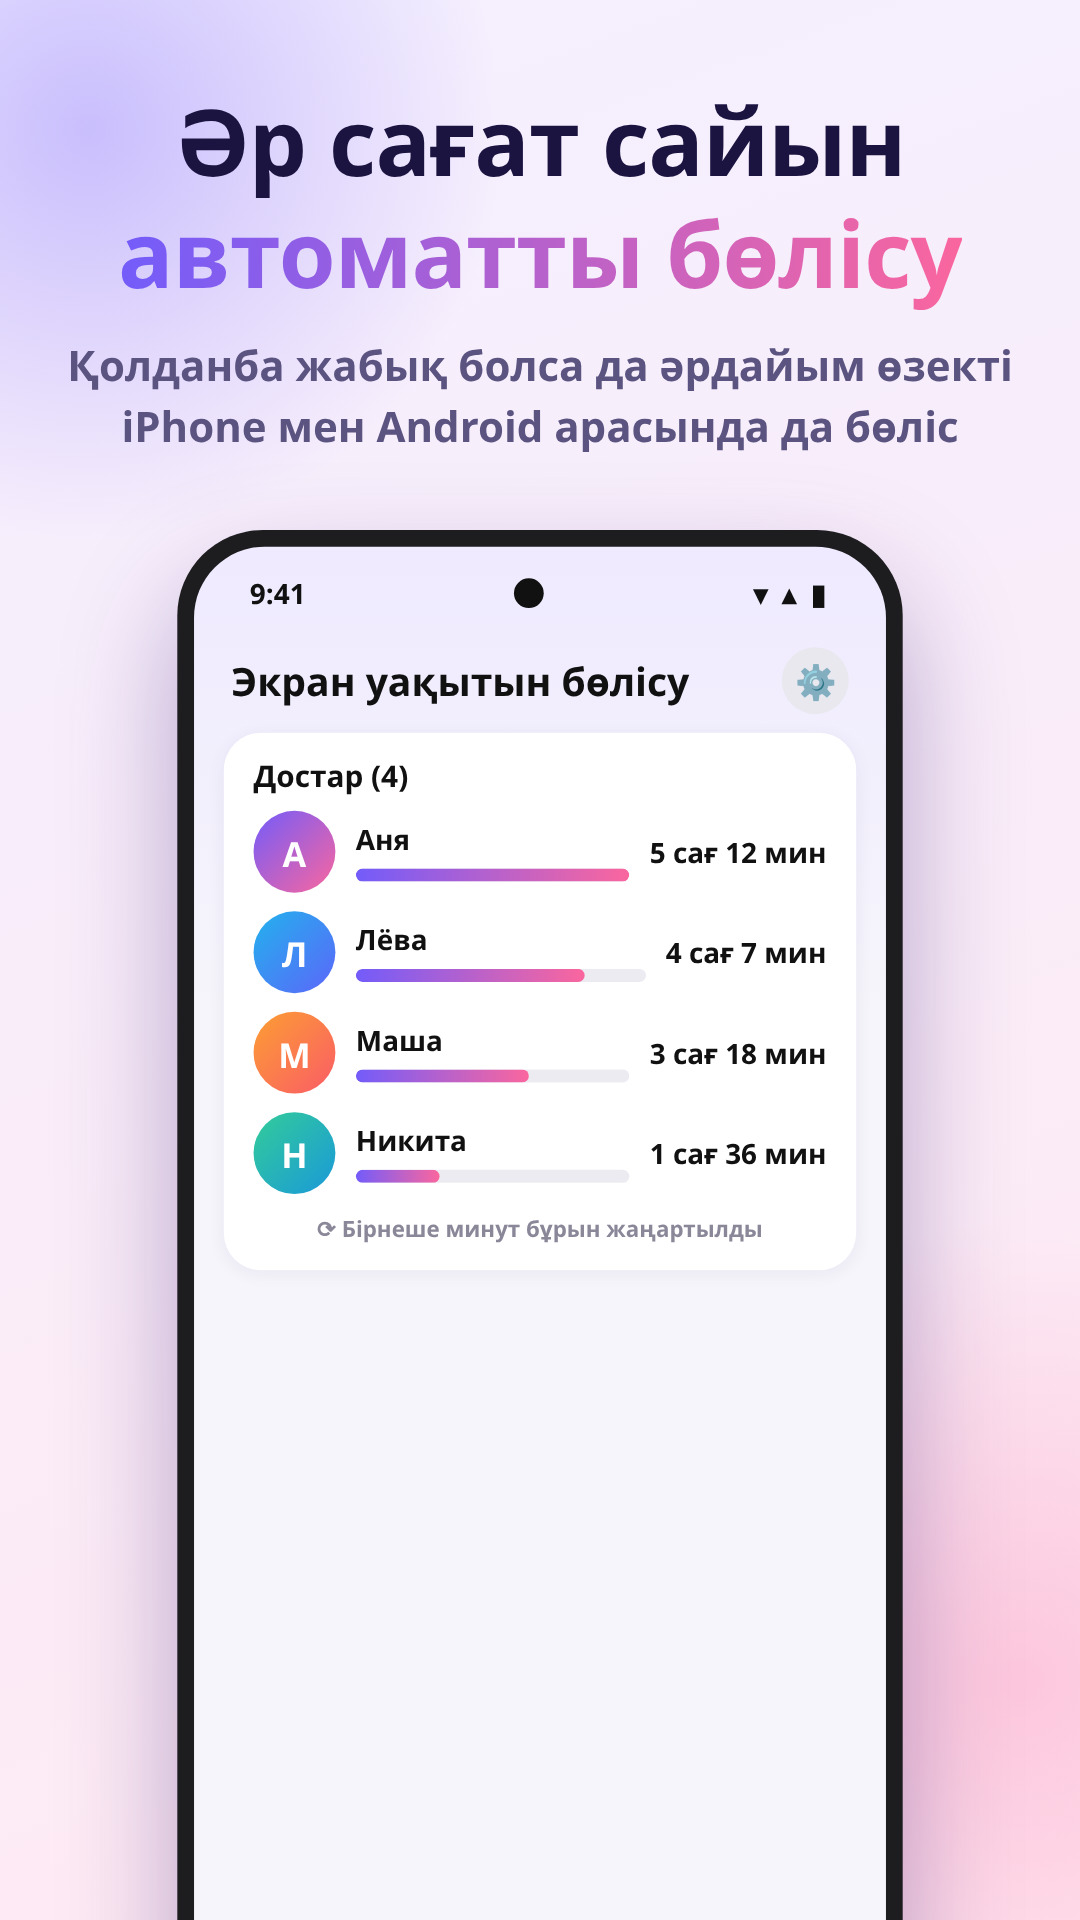 Әр сағат сайын
автоматты бөлісу
Қолданба жабық болса да әрдайым өзекті
iPhone мен Android арасында да бөліс
9:41
Экран уақытын бөлісу
Достар (4)
А
Аня
5 сағ 12 мин
Л
Лёва
4 сағ 7 мин
М
Маша
3 сағ 18 мин
Н
Никита
1 сағ 36 мин
⟳ Бірнеше минут бұрын жаңартылды